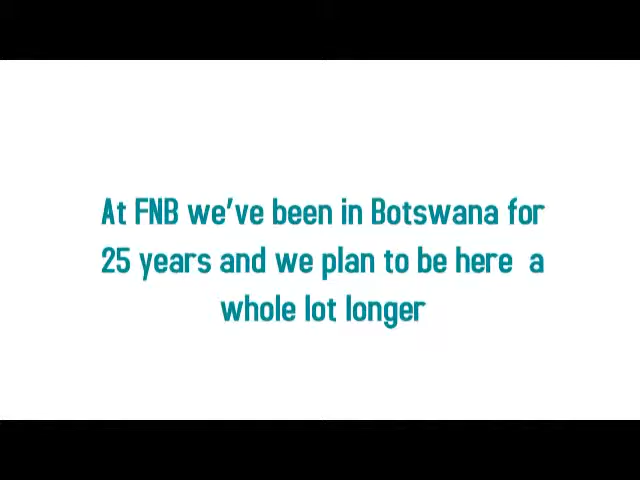 At FNB we've been in Botswana for
25 years and we plan to be here a
whole lot longer